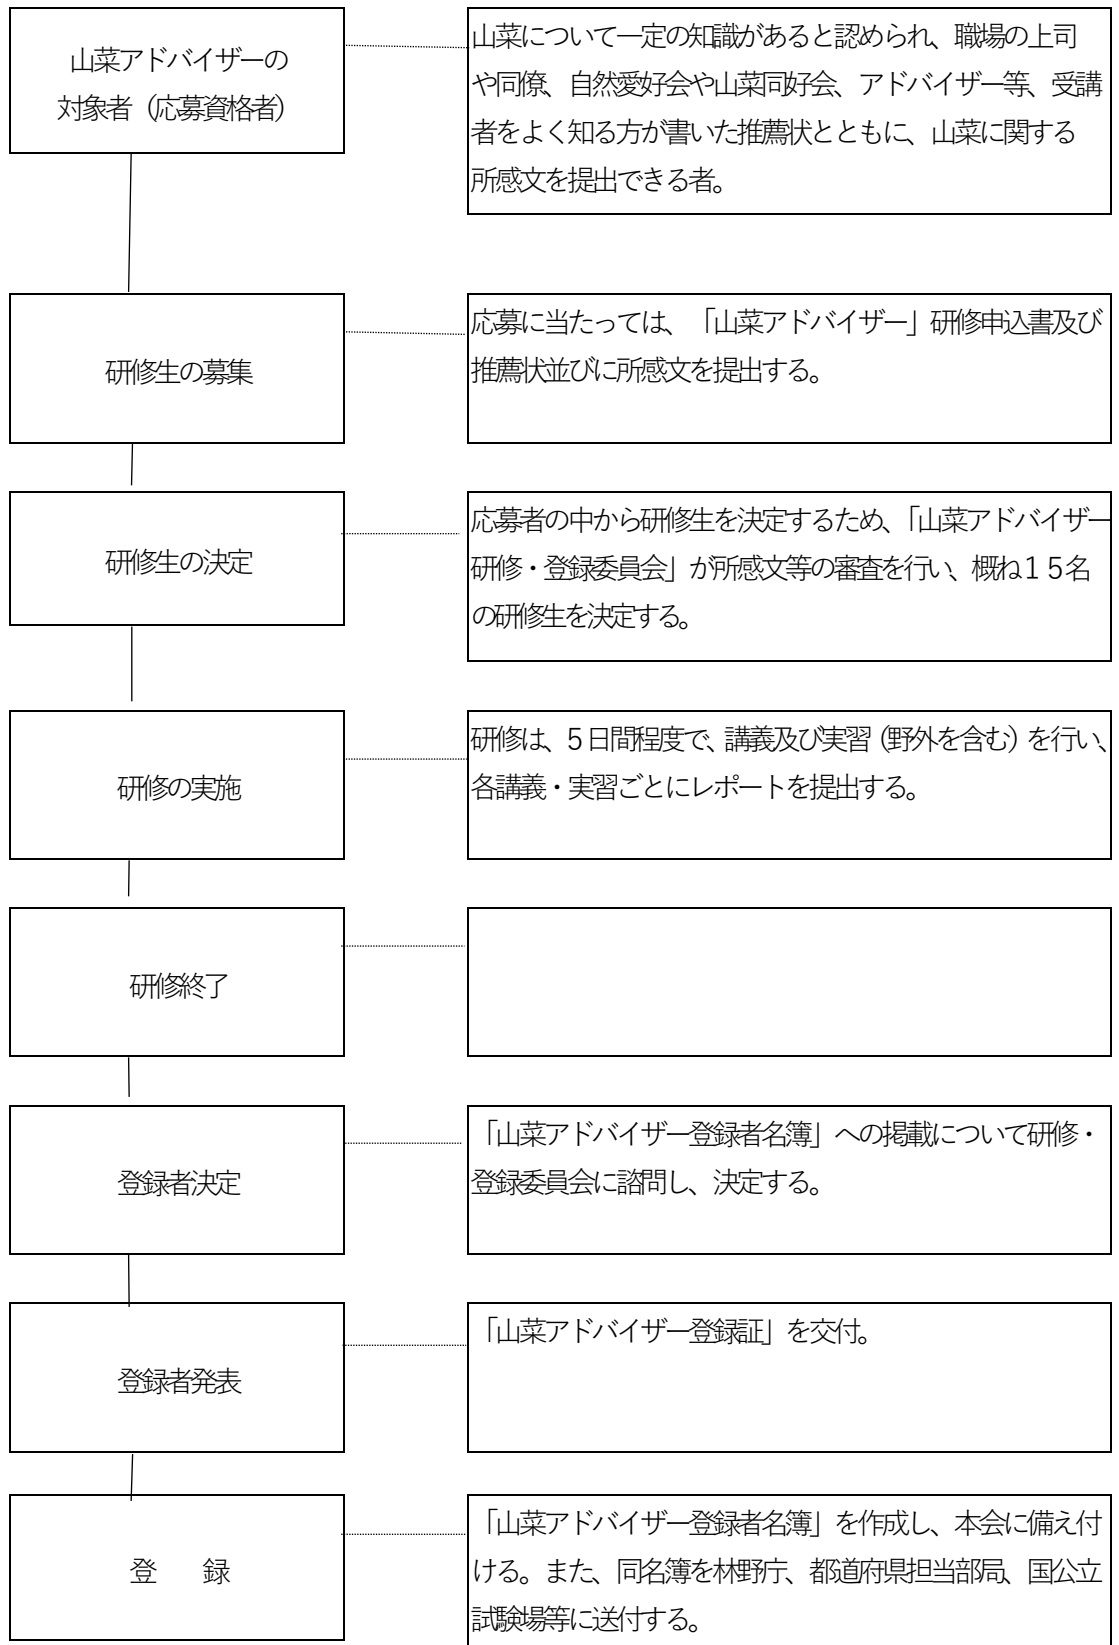 山菜アドバイザーの
対象者（応募資格者）
山菜について一定の知識があると認められ、職場の上司
や同僚、自然愛好会や山菜同好会、アドバイザー等、受講
者をよく知る方が書いた推薦状とともに、山菜に関する
所感文を提出できる者。
研修生の募集
応募に当たっては、「山菜アドバイザー」研修申込書及び
推薦状並びに所感文を提出する。
研修生の決定
応募者の中から研修生を決定するため、「山菜アドバイザー
研修・登録委員会」が所感文等の審査を行い、概ね１５名
の研修生を決定する。
研修の実施
研修は、５日間程度で、講義及び実習（野外を含む）を行い、
各講義・実習ごとにレポートを提出する。
研修終了
登録者決定
「山菜アドバイザー登録者名簿」への掲載について研修・
登録委員会に諮問し、決定する。
登録者発表
「山菜アドバイザー登録証」を交付。
登　録
「山菜アドバイザー登録者名簿」を作成し、本会に備え付
ける。また、同名簿を林野庁、都道府県担当部局、国公立
試験場等に送付する。